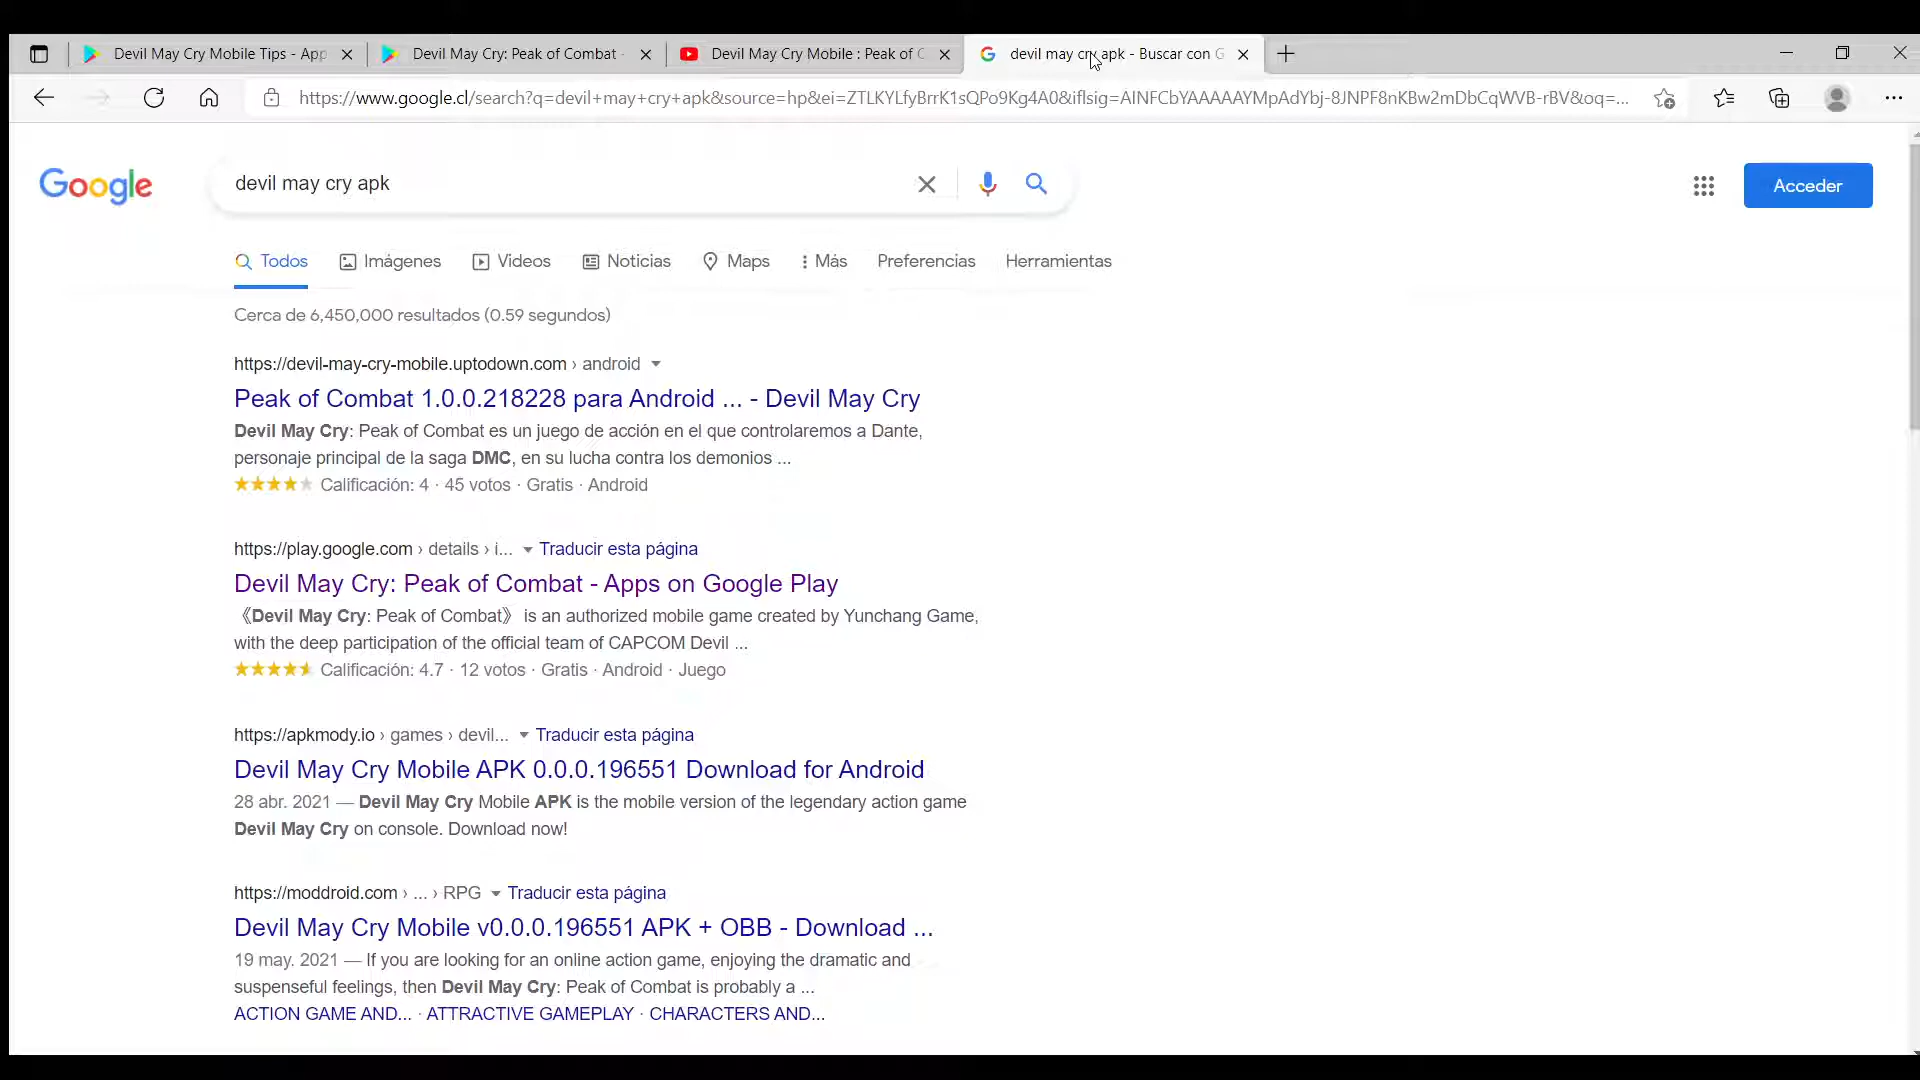 Devil May Cry Mobile Tips - App
Devil May Cry: Peak of Combat -
Devil May Cry Mobile : Peak of C
devil may cry apk - Buscar con G
https://www.google.cl/search?q=devil+may+cry+apk&source=hp&ei=ZTLKYLfyBrrK1sQPo9Kg4A0&iflsig=AINFCbYAAAAAYMpAdYbj-8JNPF8nKBw2mDbCqWVB-rBV&oq=...
Google
devil may cry apk
Acceder
Todos
Imágenes
Videos
Noticias
Maps
Más
Preferencias
Herramientas
Cerca de 6,450,000 resultados (0.59 segundos)
https://devil-may-cry-mobile.uptodown.com › android
Peak of Combat 1.0.0.218228 para Android ... - Devil May Cry
Devil May Cry: Peak of Combat es un juego de acción en el que controlaremos a Dante,
personaje principal de la saga DMC, en su lucha contra los demonios ...
Calificación: 4 · 45 votos · Gratis · Android
https://play.google.com › details › i... Traducir esta página
Devil May Cry: Peak of Combat - Apps on Google Play
《Devil May Cry: Peak of Combat》 is an authorized mobile game created by Yunchang Game,
with the deep participation of the official team of CAPCOM Devil ...
Calificación: 4.7 · 12 votos · Gratis · Android · Juego
https://apkmody.io › games › devil... Traducir esta página
Devil May Cry Mobile APK 0.0.0.196551 Download for Android
28 abr. 2021 — Devil May Cry Mobile APK is the mobile version of the legendary action game
Devil May Cry on console. Download now!
https://moddroid.com › ... › RPG Traducir esta página
Devil May Cry Mobile v0.0.0.196551 APK + OBB - Download ...
19 may. 2021 — If you are looking for an online action game, enjoying the dramatic and
suspenseful feelings, then Devil May Cry: Peak of Combat is probably a ...
ACTION GAME AND... · ATTRACTIVE GAMEPLAY · CHARACTERS AND...